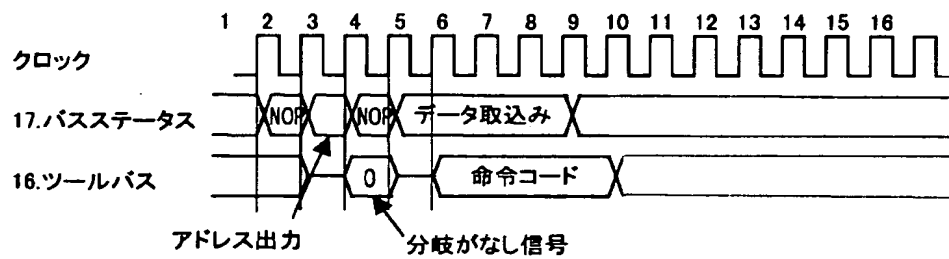 1 2 3 4 5 6 7 8 9 10 11 12 13 14 15 16
クロック
17.バスステータス NOP NOP データ取込み
16.ツールバス 0 命令コード
アドレス出力 分岐がなし信号